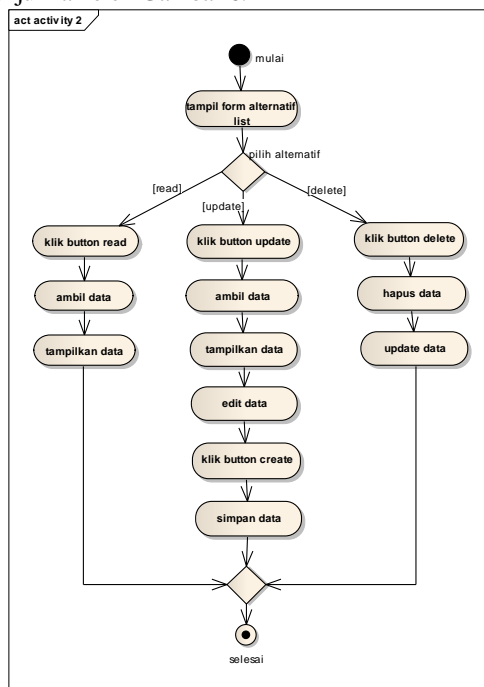 act activity 2
mulai
tampil form alternatif
list
pilih alternatif
[read]
[update]
[delete]
klik button read
klik button update
klik button delete
ambil data
ambil data
hapus data
tampilkan data
tampilkan data
update data
edit data
klik button create
simpan data
selesai